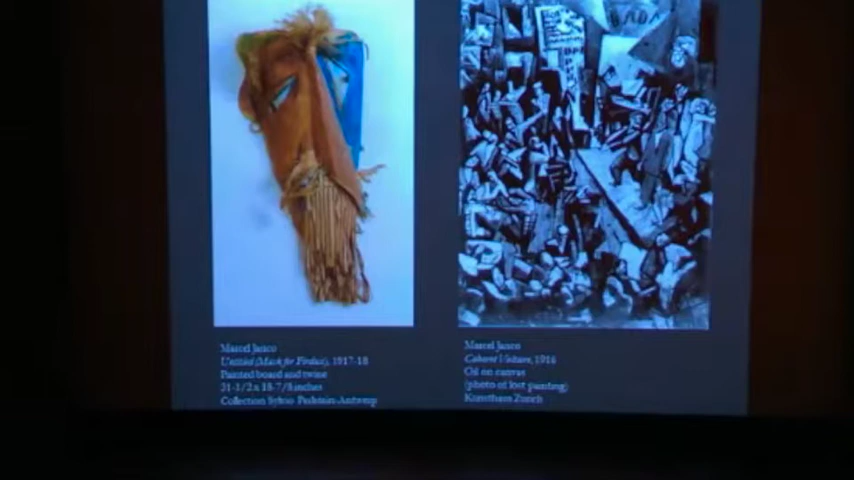 Marcel Janco
Untitled (Mask for Firdusi), 1917-18
Painted board and twine
31-1/2 x 18-7/8 inches
Collection Sylvio Perlstein-Antwerp
Marcel Janco
Cabaret Voltaire, 1916
Oil on canvas
(photo of lost painting)
Kunsthaus Zurich